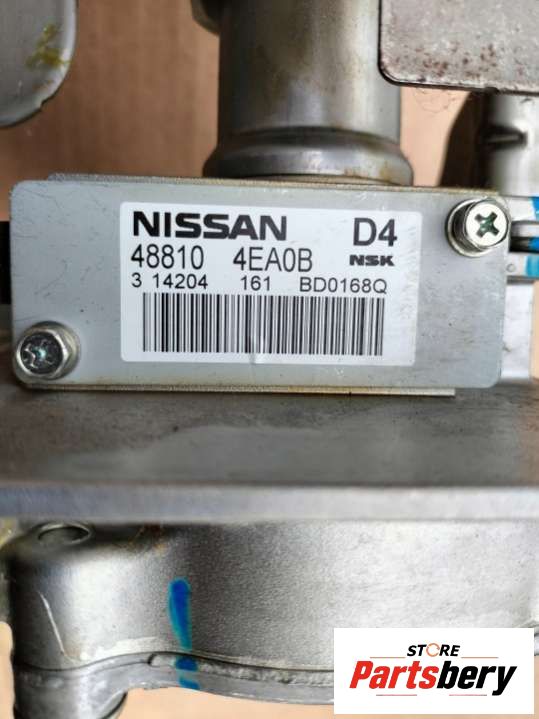 NISSAN D4
48810 4EA0B NSK
3 14204 161 BD0168Q
STORE
Partsbery